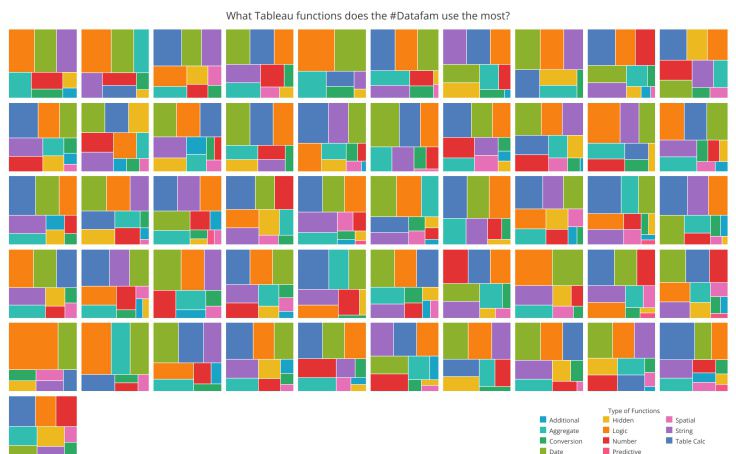 What Tableau functions does the #Datafam use the most?
Type of Functions
Additional
Hidden
Spatial
Aggregate
Logic
String
Conversion
Number
Table Calc
Date
Predictive